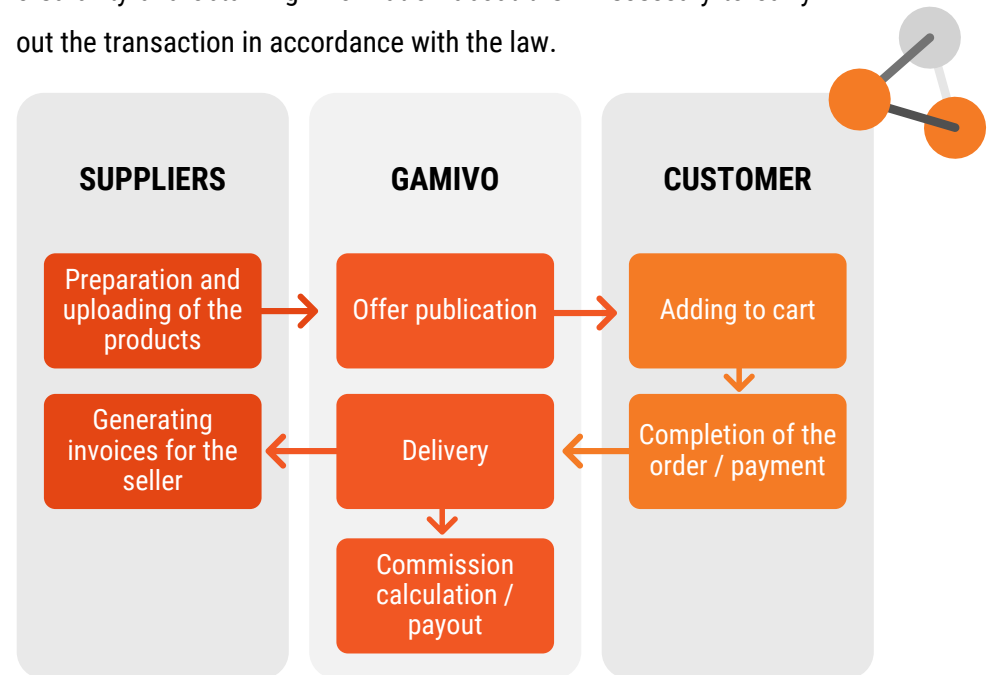 out the transaction in accordance with the law.
SUPPLIERS
GAMIVO
CUSTOMER
Preparation and
uploading of the
products
Offer publication
Adding to cart
Generating
invoices for the
seller
Delivery
Completion of the
order / payment
Commission
calculation /
payout